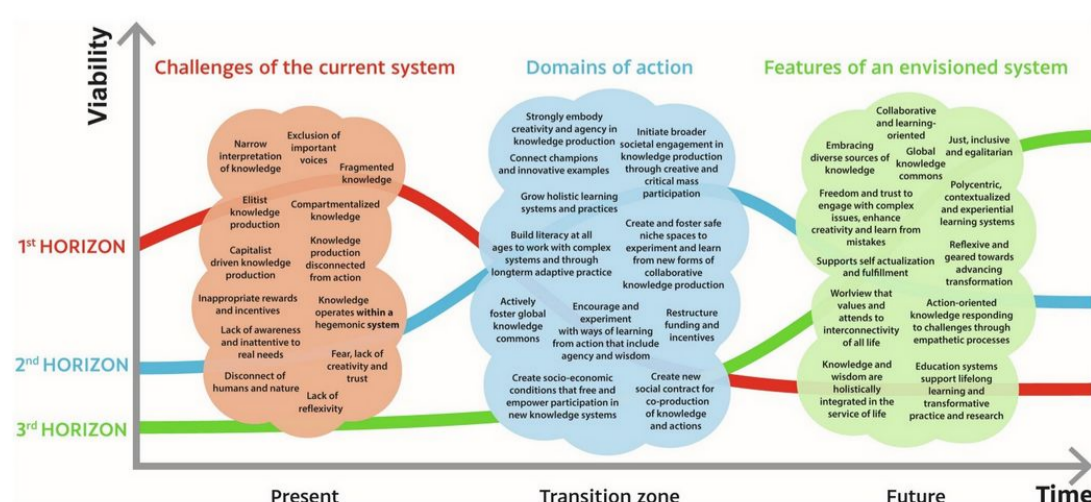 Viability
Challenges of the current system
Domains of action
Features of an envisioned system
Narrow
interpretation
of knowledge
Exclusion of
important
voices
Fragmented
knowledge
Elitist
knowledge
production
Compartmentalized
knowledge
Capitalist
driven knowledge
production
Knowledge
production
disconnected
from action
Inappropriate rewards
and incentives
Knowledge
operates within a
hegemonic system
Lack of awareness
and inattentive to
real needs
Fear, lack of
creativity and
trust
Disconnect of
humans and nature
Lack of
reflexivity
Strongly embody
creativity and agency in
knowledge production
Initiate broader
societal engagement in
knowledge production
through creative and
critical mass
participation
Connect champions
and innovative examples
Grow holistic learning
systems and practices
Build literacy at all
ages to work with complex
systems and through
longterm adaptive practice
Create and foster safe
niche spaces to
experiment and learn
from new forms of
collaborative
knowledge production
Actively
foster global
knowledge
commons
Encourage and
experiment
with ways of learning
from action that include
agency and wisdom
Restructure
funding and
incentives
Create socio-economic
conditions that free and
empower participation in
new knowledge systems
Create new
social contract for
co-production
of knowledge
and actions
Collaborative
and learning-
oriented
Embracing
diverse sources of
knowledge
Global
knowledge
commons
Just, inclusive
and egalitarian
Freedom and trust to
engage with complex
issues, enhance
creativity and learn from
mistakes
Polycentric,
contextualized
and experiential
learning systems
Supports self actualization
and fulfillment
Reflexive and
geared towards
advancing
transformation
Worlview that
values and
attends to
interconnectivity
of all life
Action-oriented
knowledge responding
to challenges through
empathetic processes
Knowledge and
wisdom are
holistically
integrated in the
service of life
Education systems
support lifelong
learning and
transformative
practice and research
1st HORIZON
2nd HORIZON
3rd HORIZON
Present
Transition zone
Future
Time